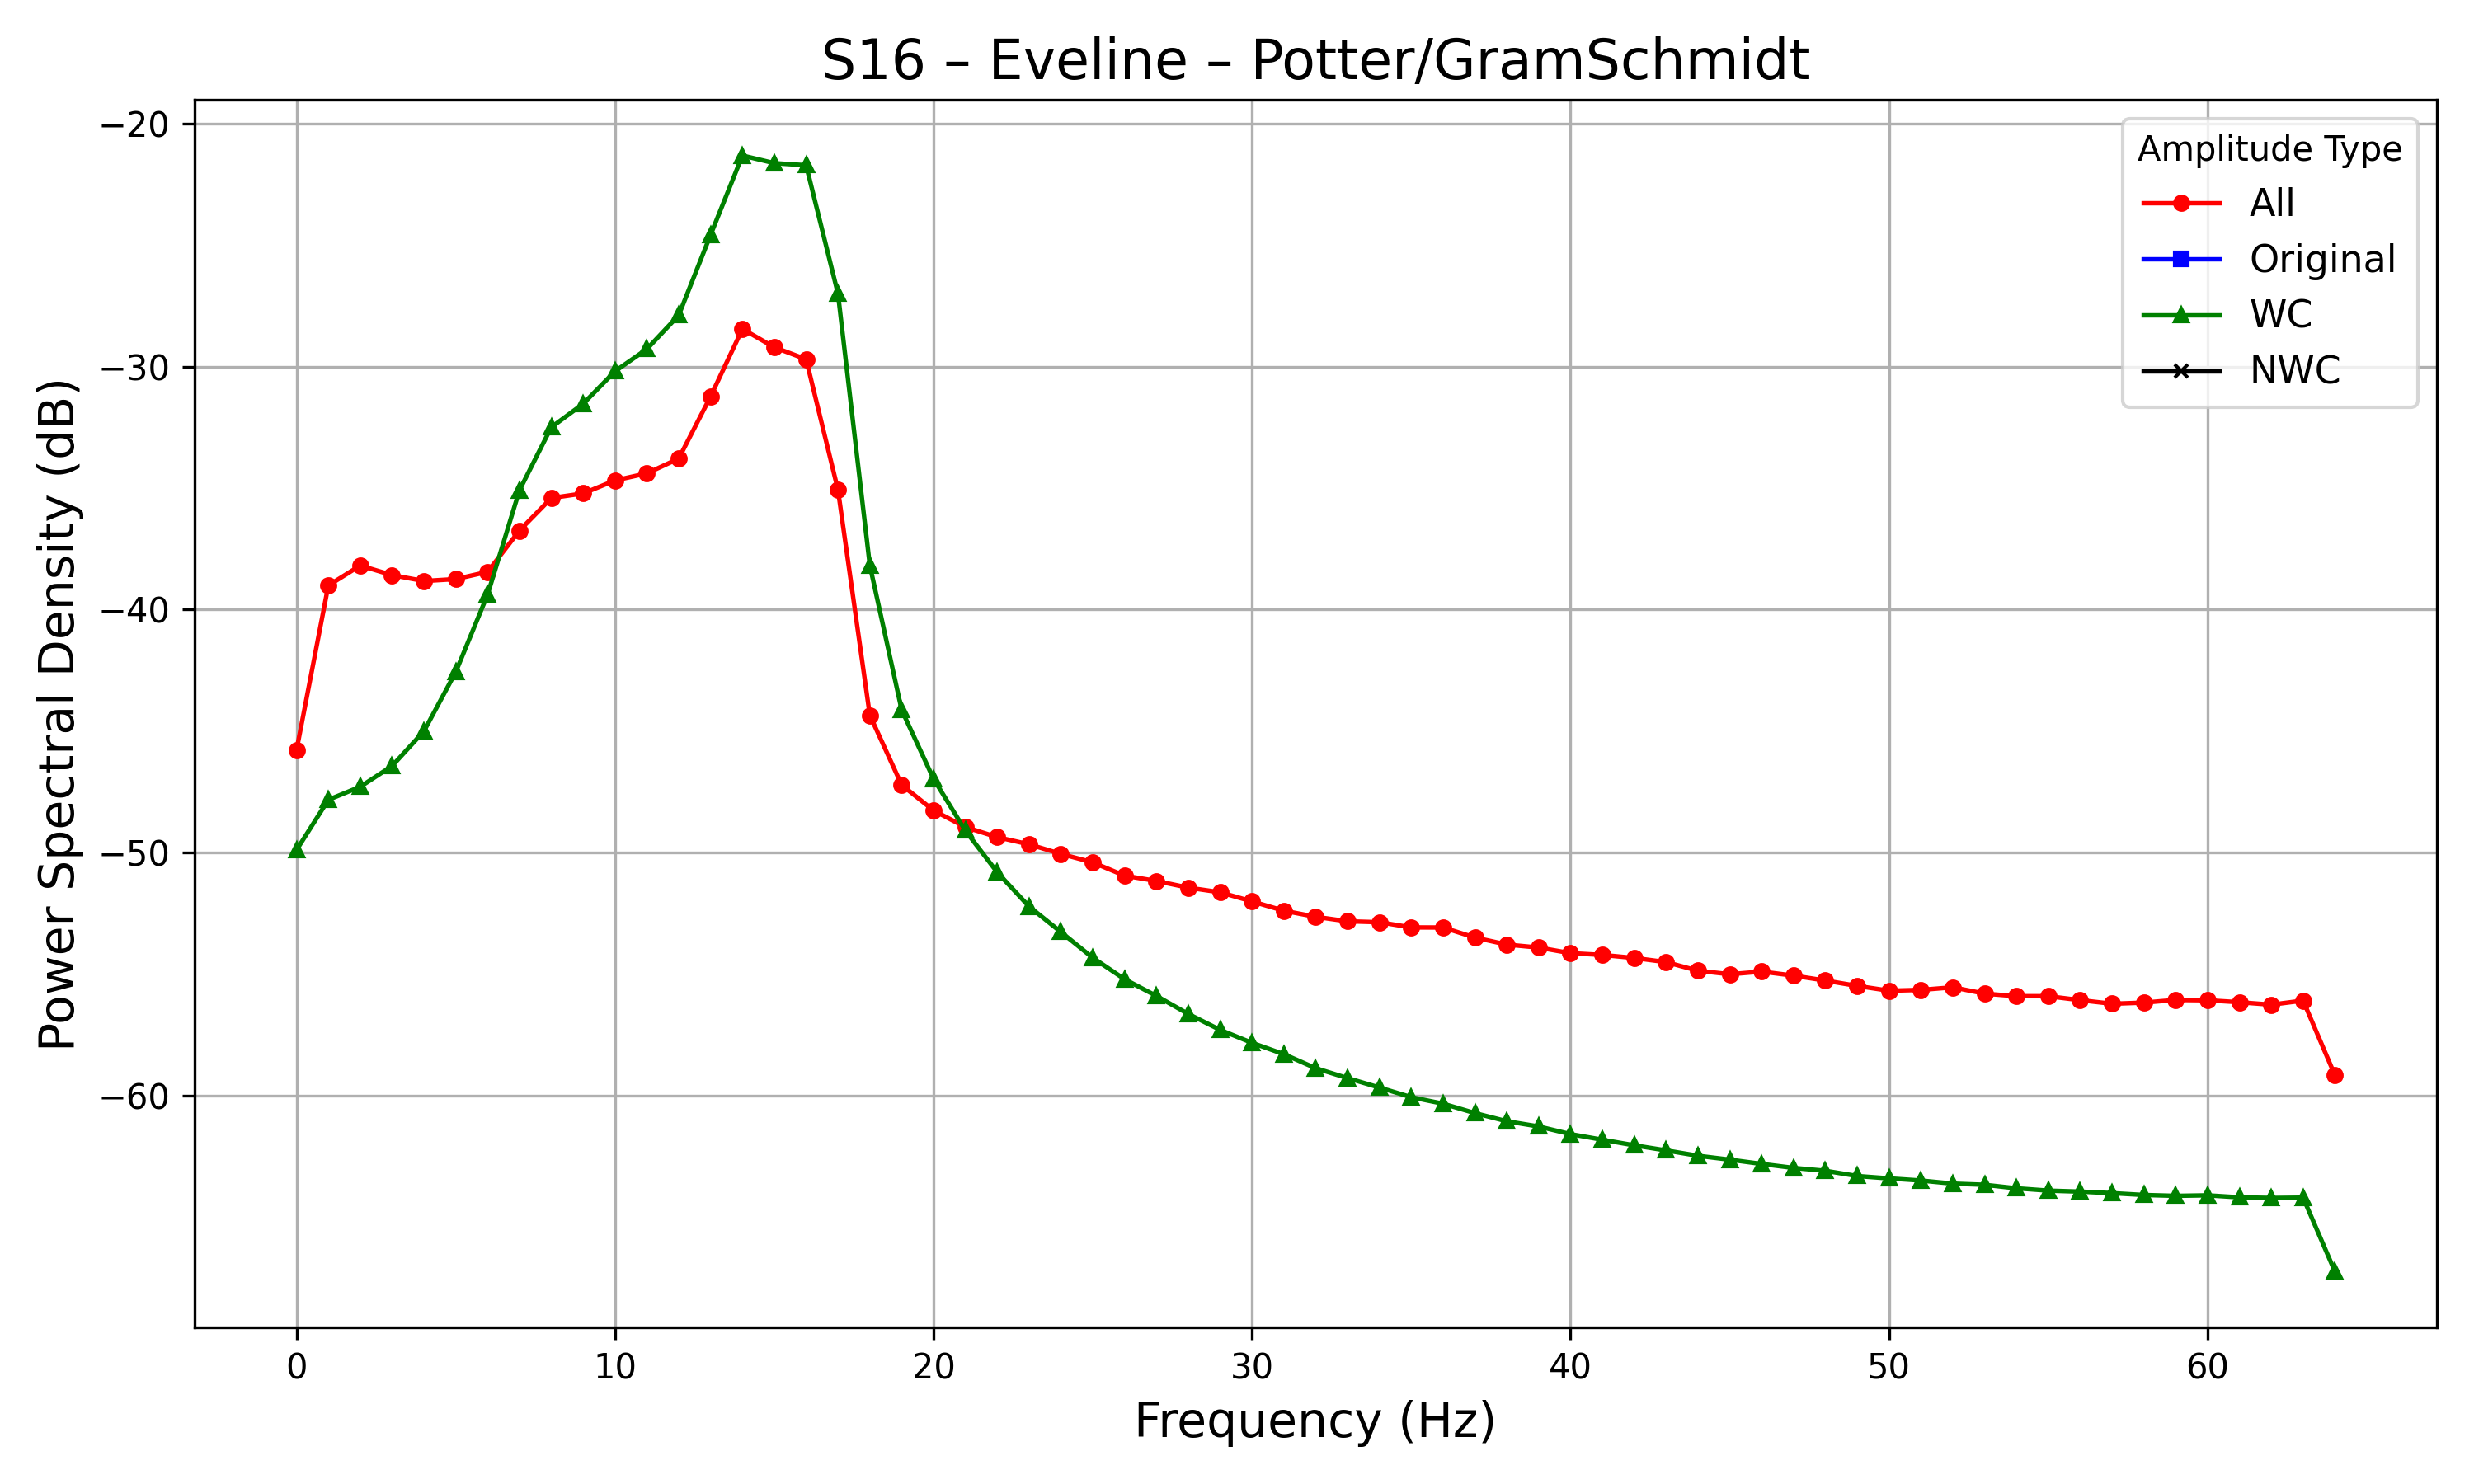 S16 – Eveline – Potter/GramSchmidt
Power Spectral Density (dB)
−20
−30
−40
−50
−60
Amplitude Type
All
Original
WC
NWC
0 10 20 30 40 50 60
Frequency (Hz)